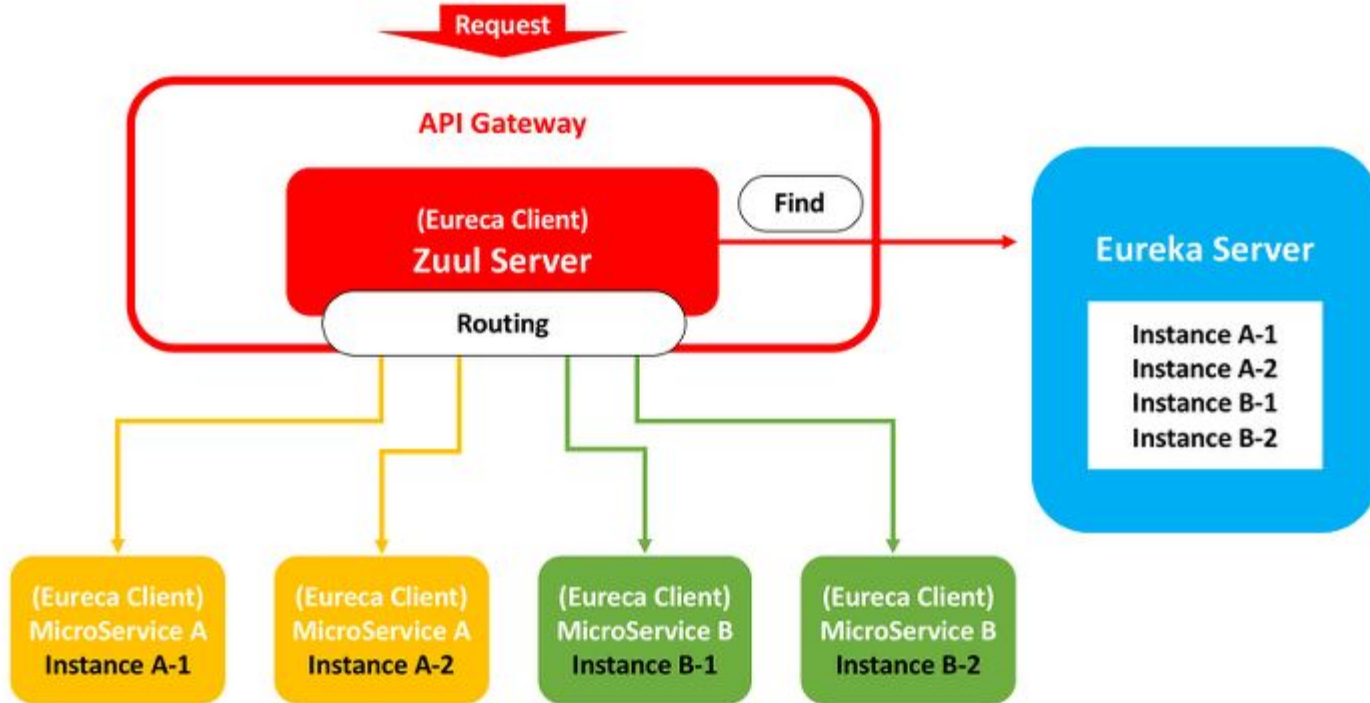 Request
API Gateway
(Eureca Client)
Zuul Server
Find
Routing
Eureka Server
Instance A-1
Instance A-2
Instance B-1
Instance B-2
(Eureca Client)
MicroService A
Instance A-1
(Eureca Client)
MicroService A
Instance A-2
(Eureca Client)
MicroService B
Instance B-1
(Eureca Client)
MicroService B
Instance B-2